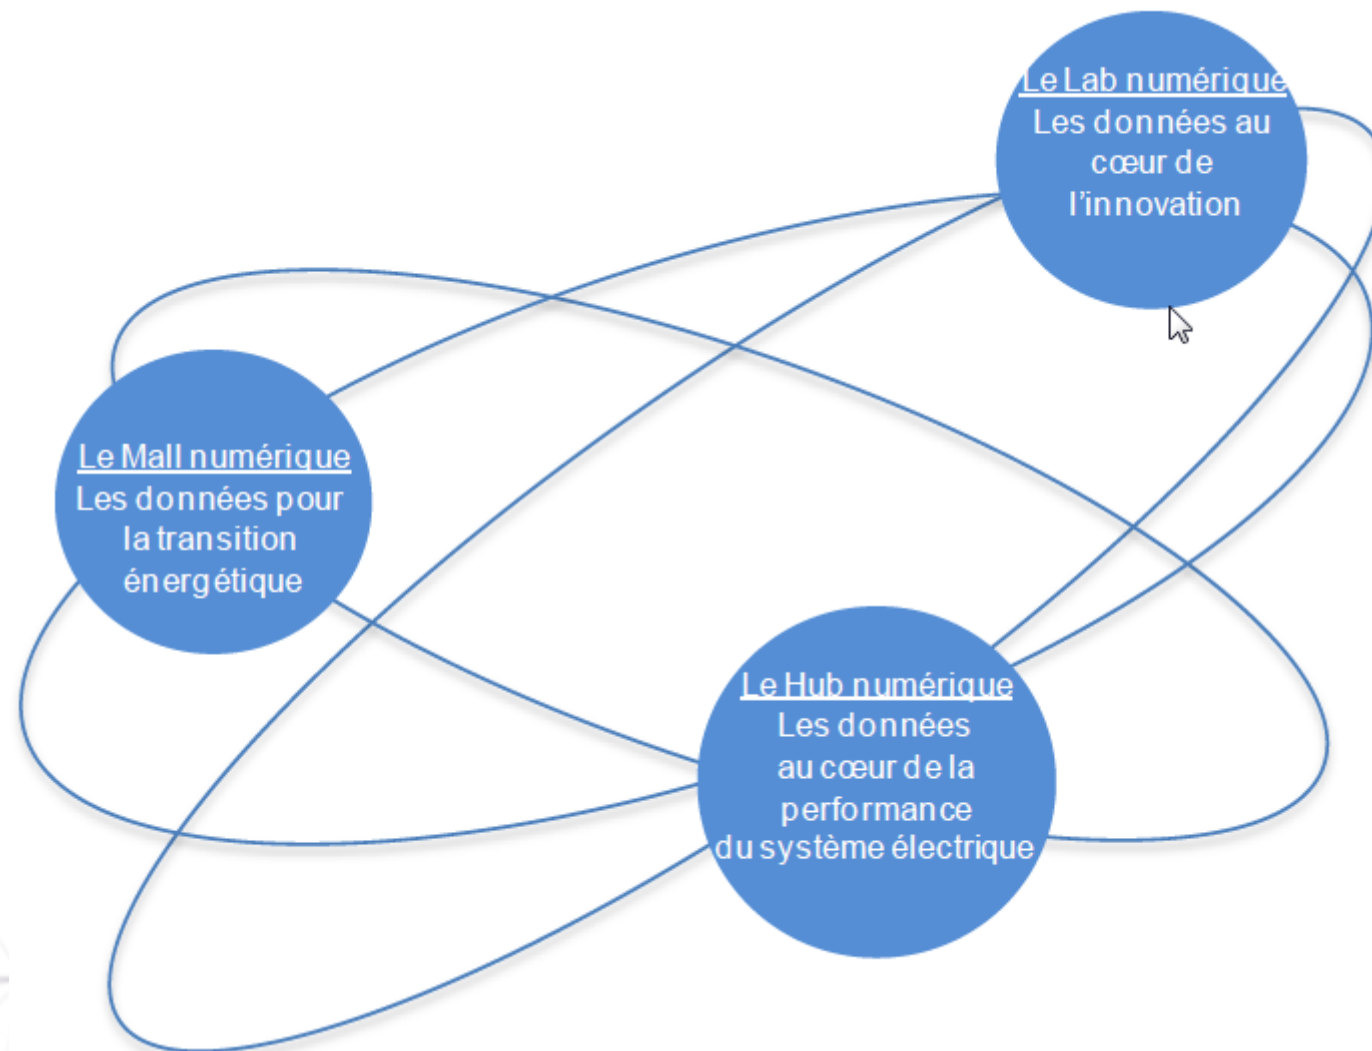 Le Lab numérique
Les données au
cœur de
l'innovation
Le Mall numérique
Les données pour
la transition
énergétique
Le Hub numérique
Les données
au cœur de la
performance
du système électrique